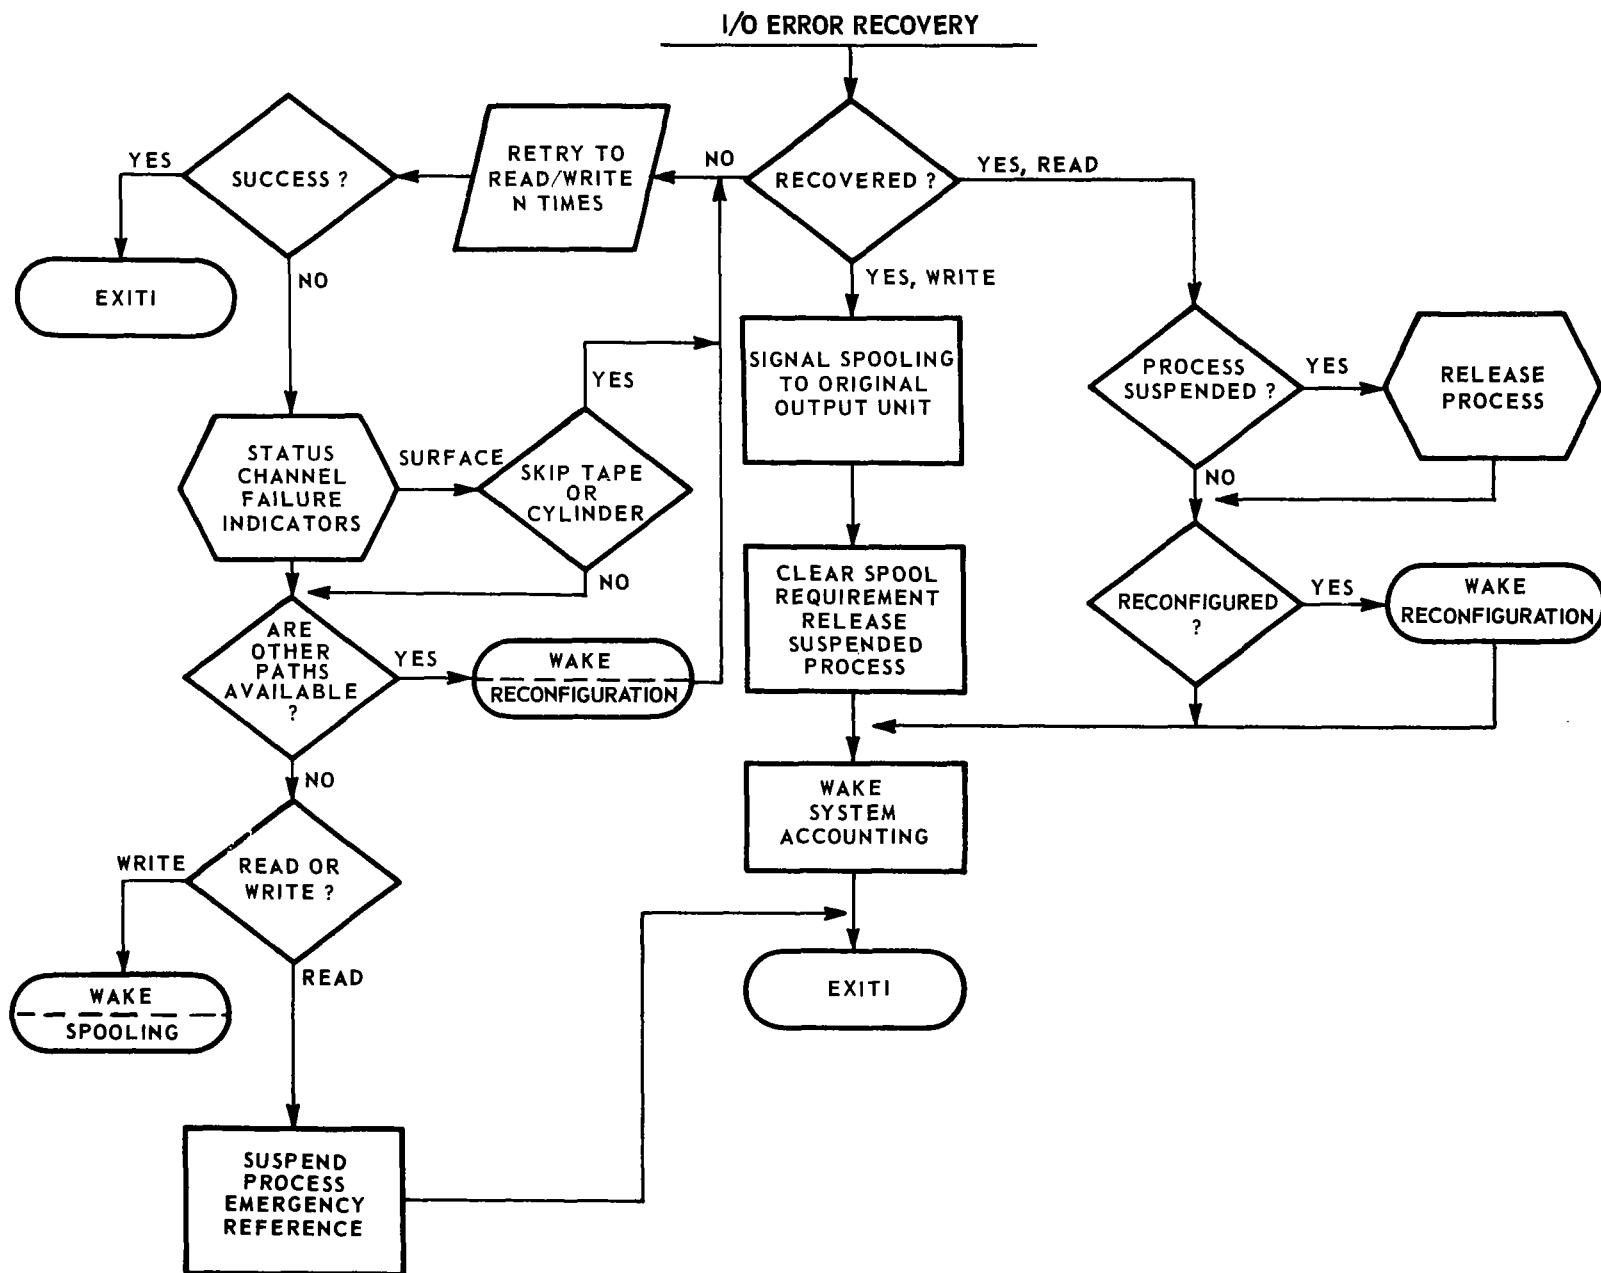 I/O ERROR RECOVERY
RECOVERED ?
NO
YES, READ
YES, WRITE
RETRY TO
READ/WRITE
N TIMES
SUCCESS ?
YES
EXITI
NO
STATUS
CHANNEL
FAILURE
INDICATORS
SURFACE
SKIP TAPE
OR
CYLINDER
YES
NO
ARE
OTHER
PATHS
AVAILABLE
?
YES
WAKE
RECONFIGURATION
NO
READ OR
WRITE ?
WRITE
WAKE
SPOOLING
READ
SUSPEND
PROCESS
EMERGENCY
REFERENCE
SIGNAL SPOOLING
TO ORIGINAL
OUTPUT UNIT
CLEAR SPOOL
REQUIREMENT
RELEASE
SUSPENDED
PROCESS
WAKE
SYSTEM
ACCOUNTING
EXITI
PROCESS
SUSPENDED ?
YES
RELEASE
PROCESS
NO
RECONFIGURED
?
YES
WAKE
RECONFIGURATION